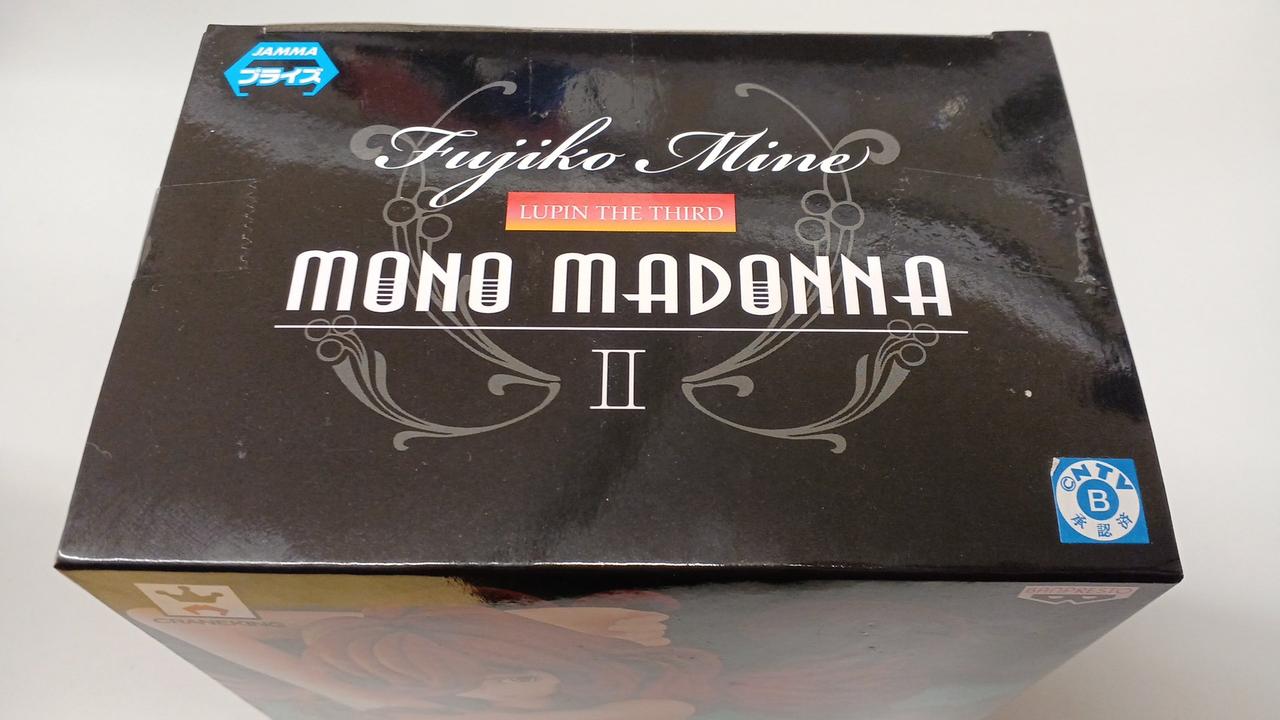 JAMMA
プライズ
Fujiko Mine
LUPIN THE THIRD
MONO MADONNA
II
©NTV
B
承認済
CRANEKING
BANPRESTO